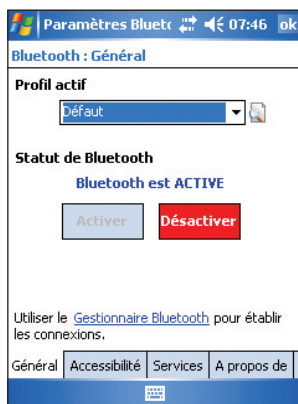 Paramètres Bluetc 07:46 ok
Bluetooth : Général
Profil actif
Défaut
Statut de Bluetooth
Bluetooth est ACTIVE
Activer Désactiver
Utiliser le Gestionnaire Bluetooth pour établir
les connexions.
Général Accessibilité Services A propos de